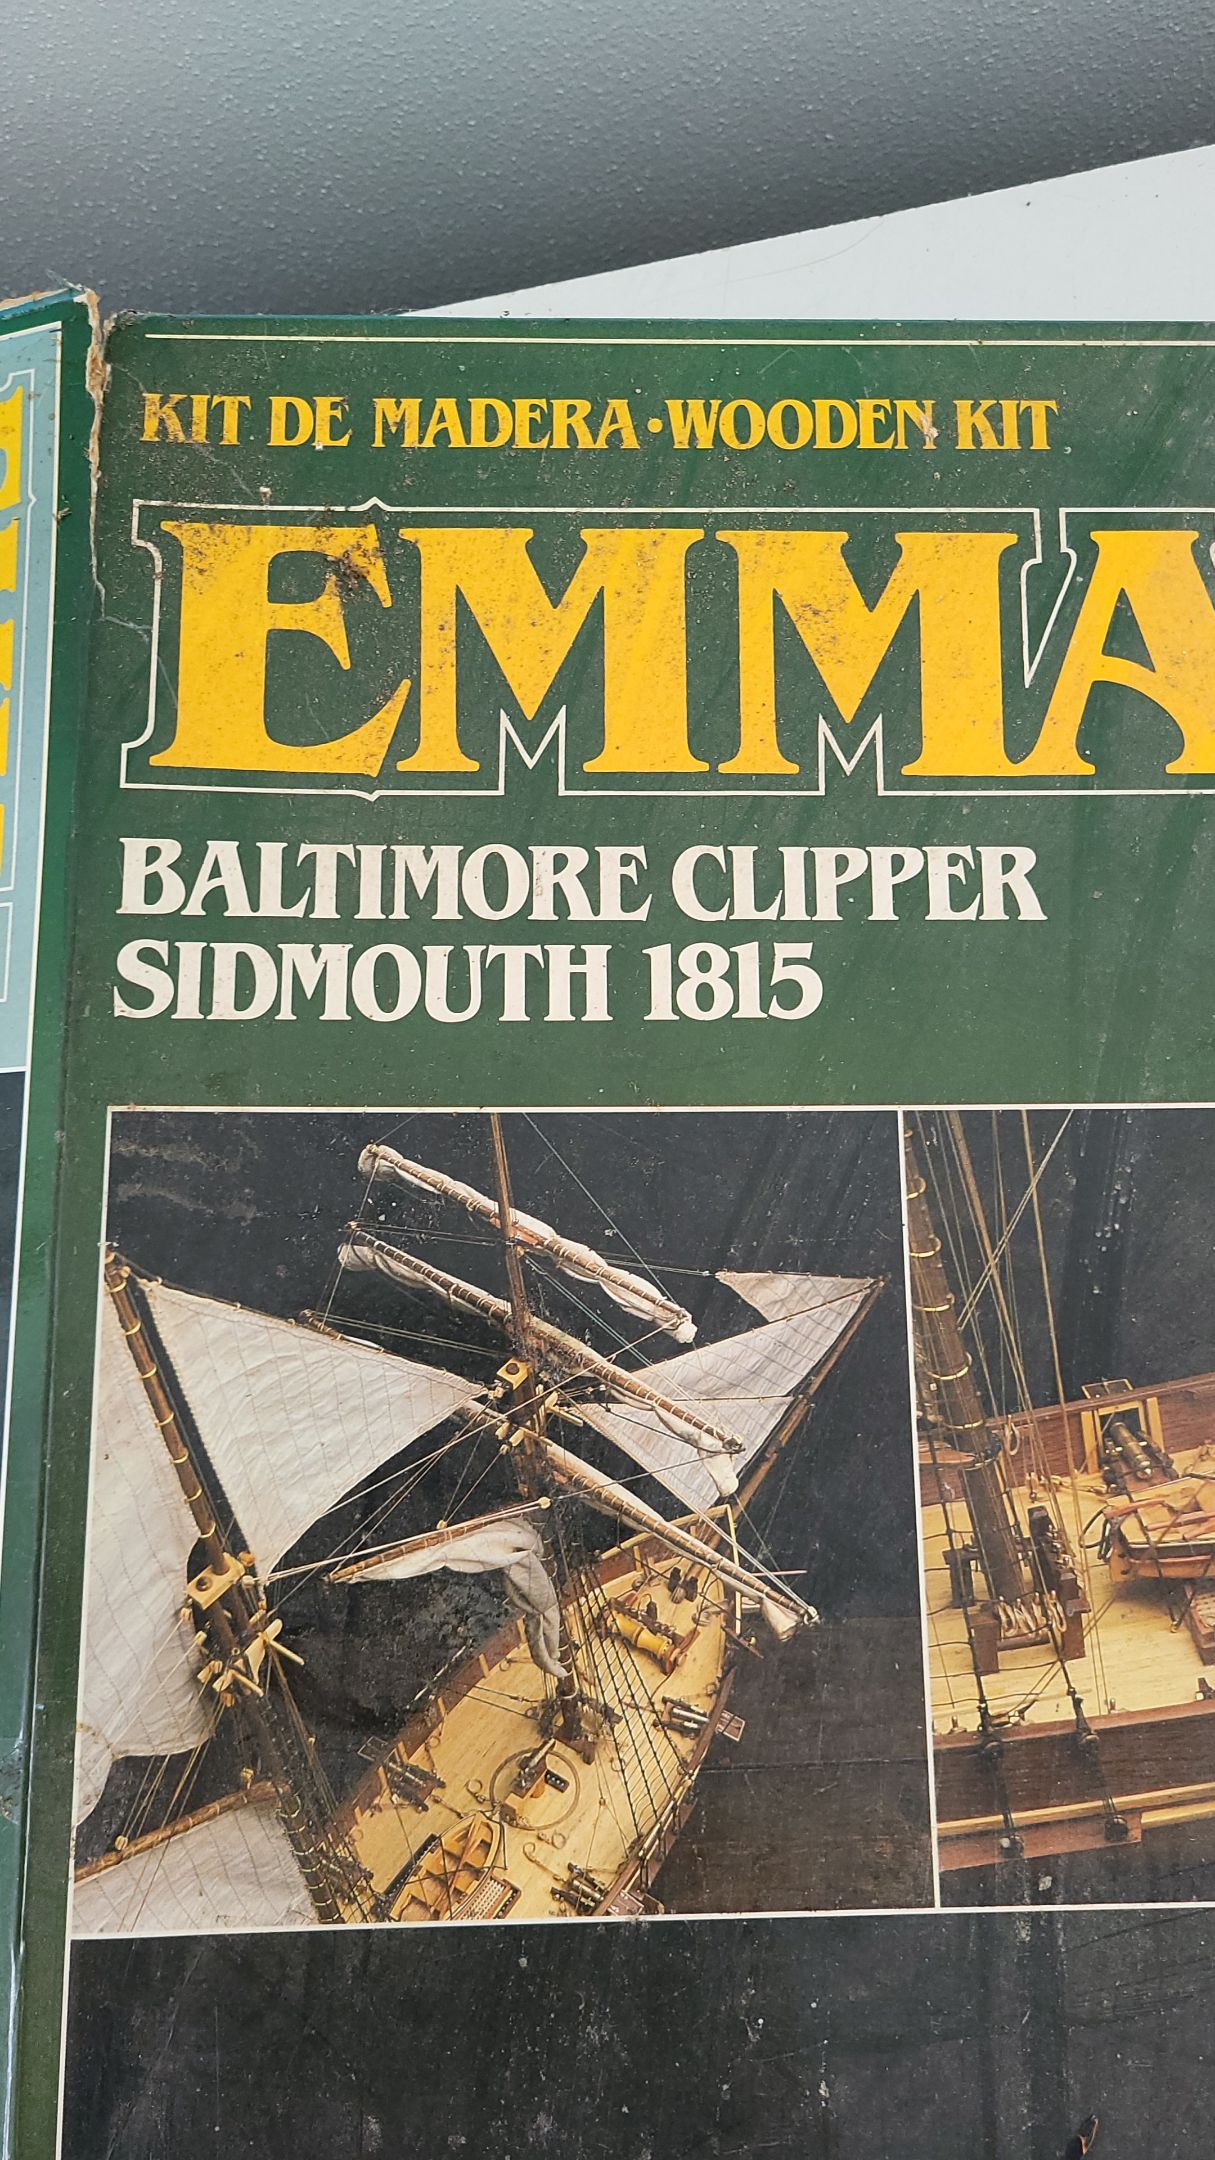 KIT DE MADERA · WOODEN KIT
EMMA
BALTIMORE CLIPPER
SIDMOUTH 1815